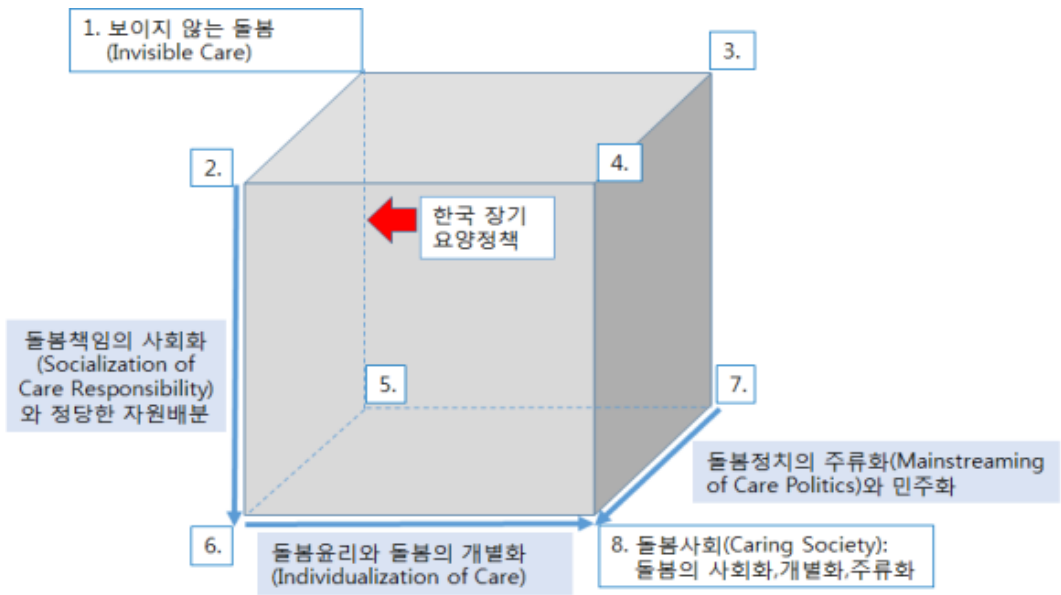 1. 보이지 않는 돌봄
(Invisible Care)
3.
2.
4.
한국 장기
요양정책
돌봄책임의 사회화
(Socialization of
Care Responsibility)
와 정당한 자원배분
5.
7.
돌봄정치의 주류화(Mainstreaming
of Care Politics)와 민주화
6.
돌봄윤리와 돌봄의 개별화
(Individualization of Care)
8. 돌봄사회(Caring Society):
돌봄의 사회화,개별화,주류화